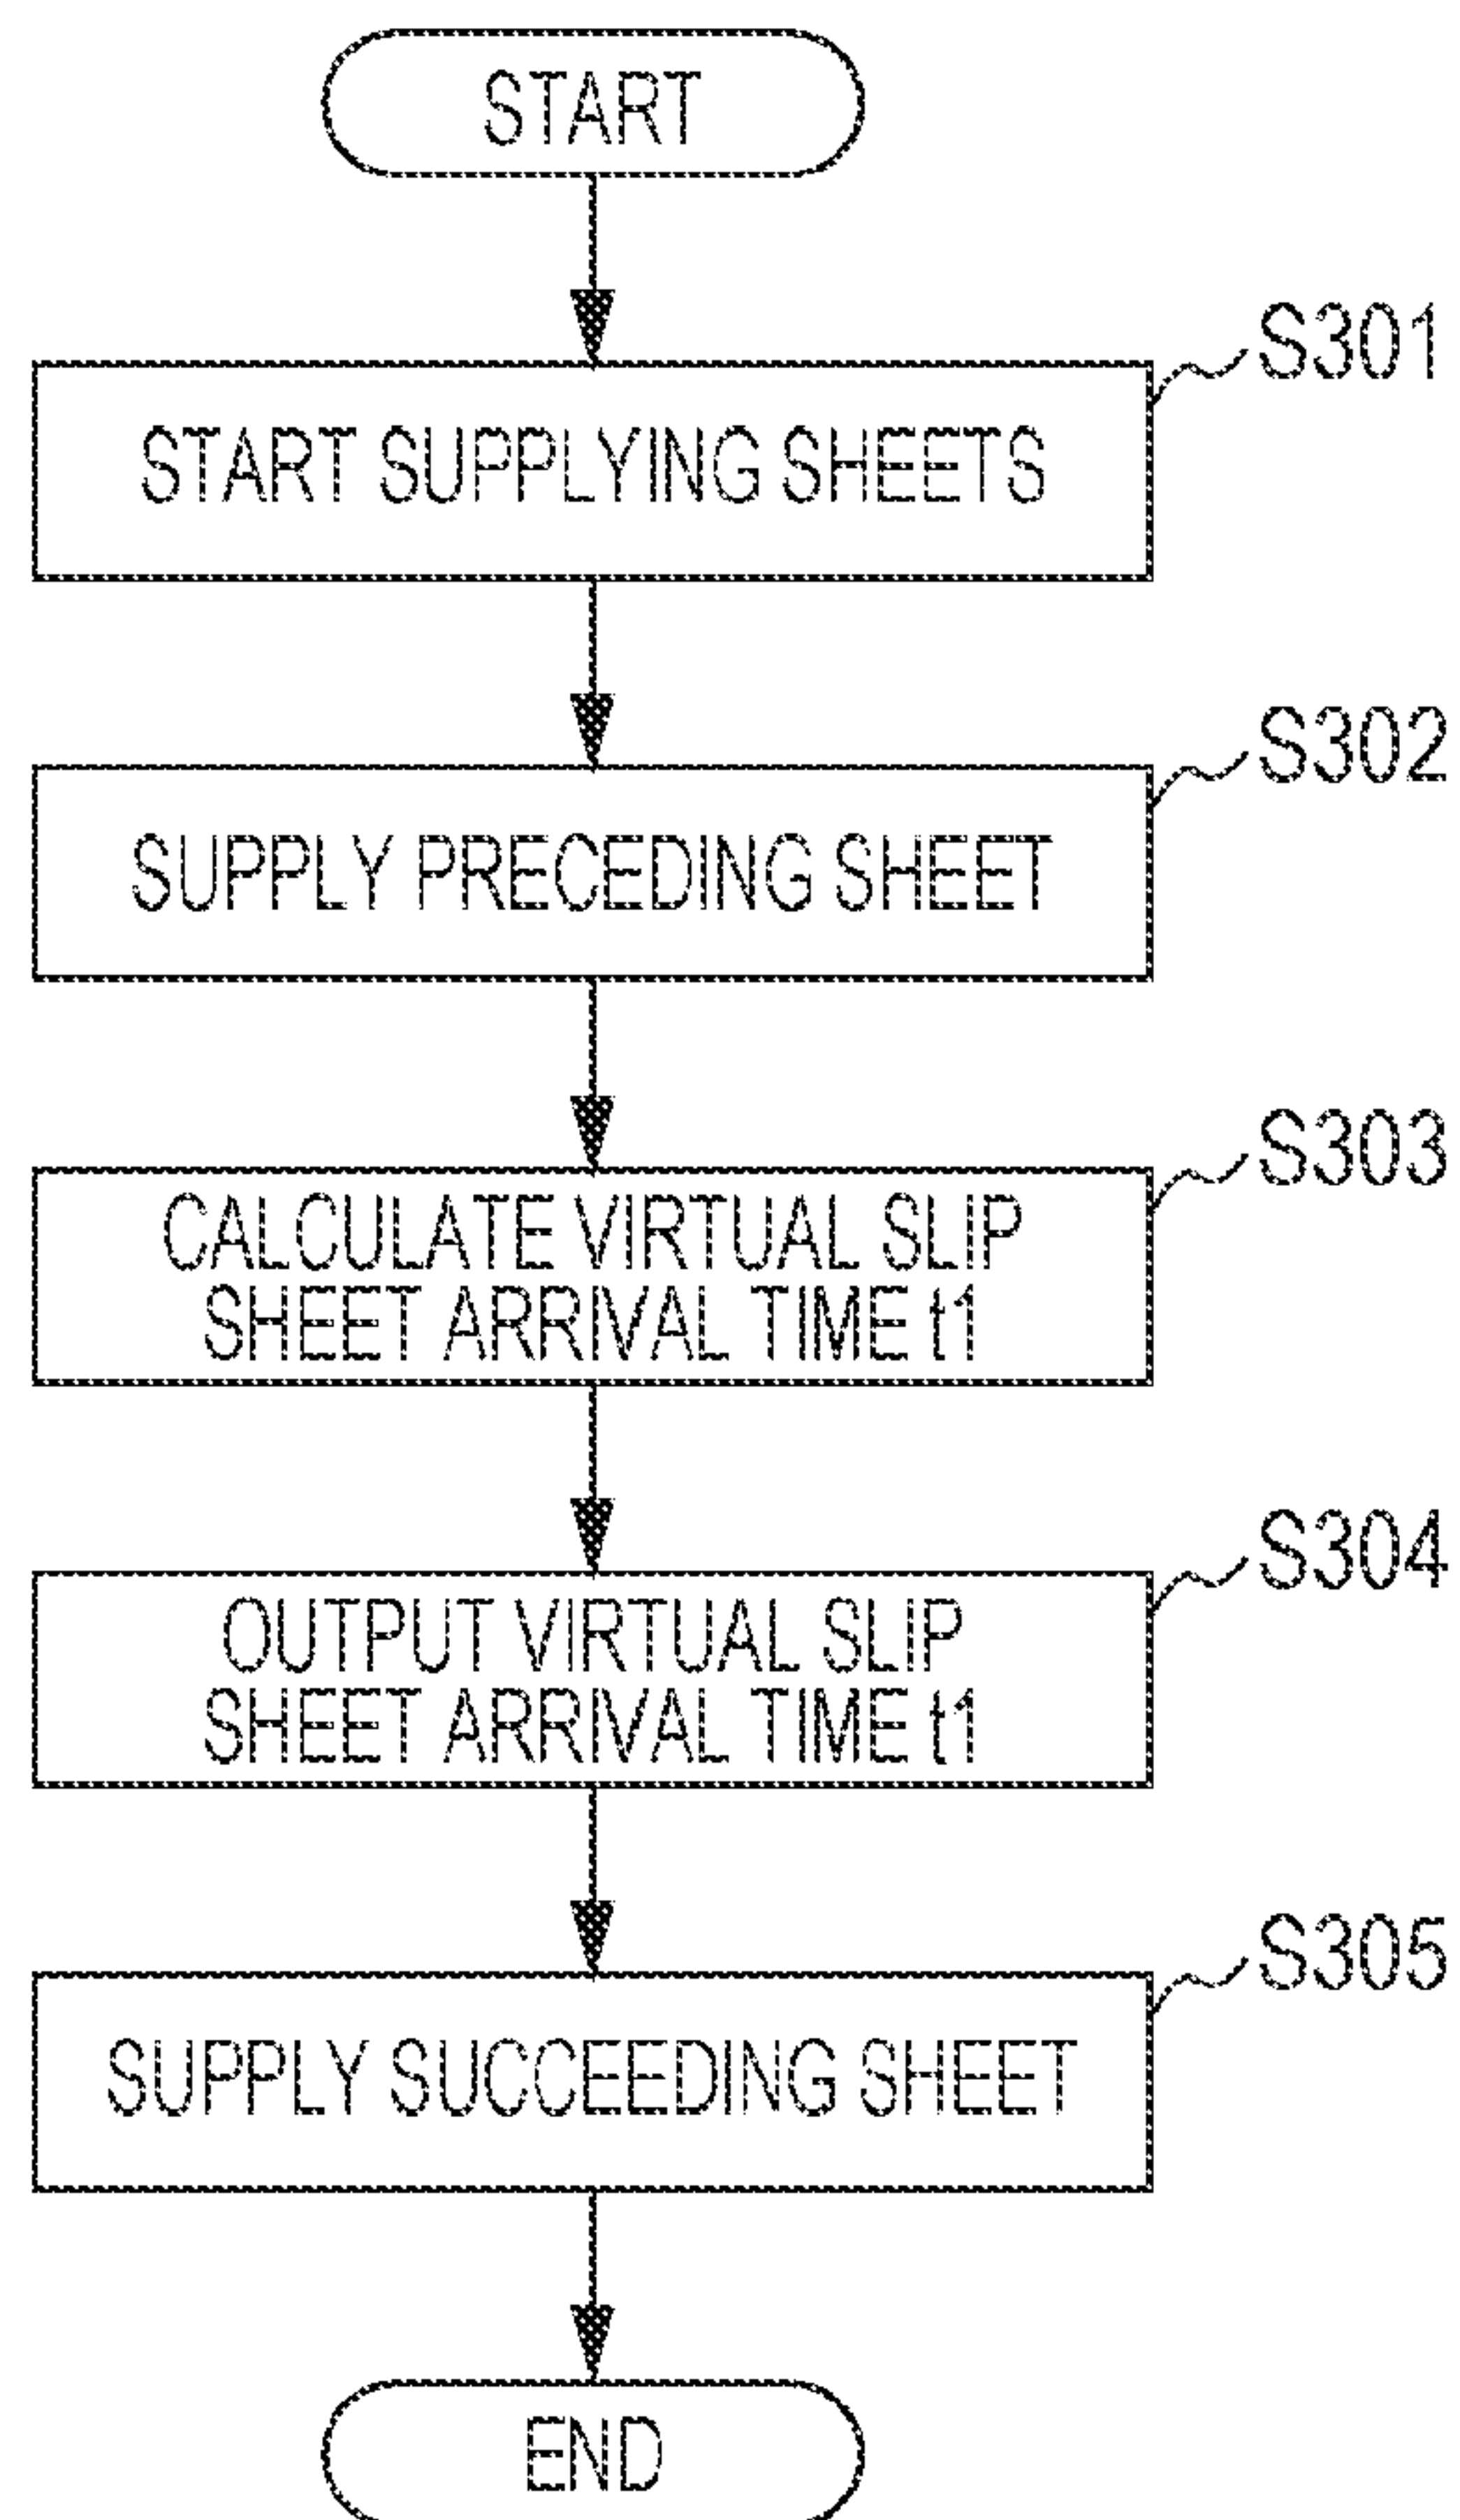 START
S301
START SUPPLYING SHEETS
S302
SUPPLY PRECEDING SHEET
S303
CALCULATE VIRTUAL SLIP
SHEET ARRIVAL TIME t1
S304
OUTPUT VIRTUAL SLIP
SHEET ARRIVAL TIME t1
S305
SUPPLY SUCCEEDING SHEET
END